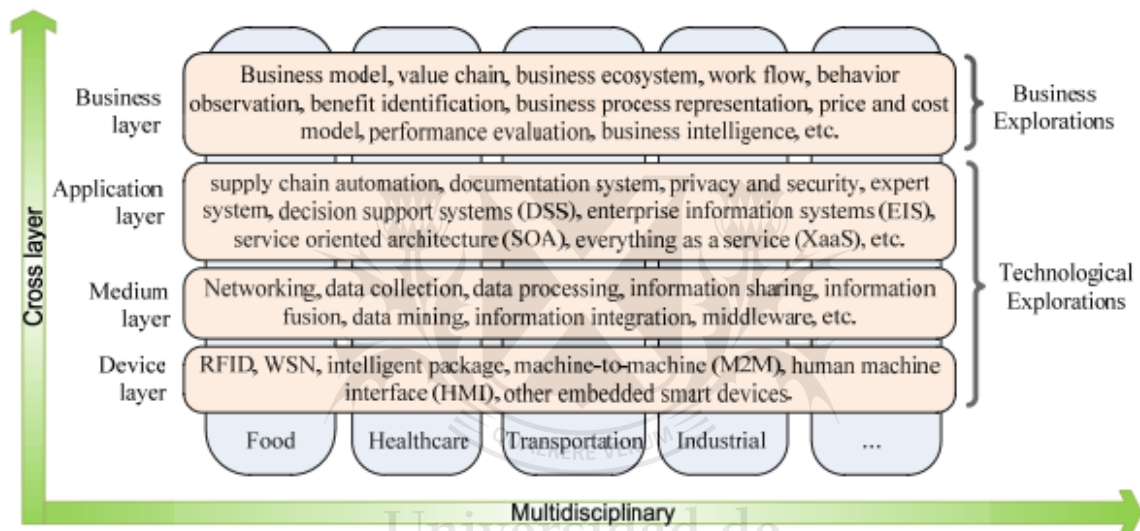 Cross layer
Business
layer
Business model, value chain, business ecosystem, work flow, behavior
observation, benefit identification, business process representation, price and cost
model, performance evaluation, business intelligence, etc.
Business
Explorations
Application
layer
supply chain automation, documentation system, privacy and security, expert
system, decision support systems (DSS), enterprise information systems (EIS),
service oriented architecture (SOA), everything as a service (XaaS), etc.
Medium
layer
Networking, data collection, data processing, information sharing, information
fusion, data mining, information integration, middleware, etc.
Device
layer
RFID, WSN, intelligent package, machine-to-machine (M2M), human machine
interface (HMI), other embedded smart devices.
Technological
Explorations
Food
Healthcare
Transportation
Industrial
...
Multidisciplinary
Universidad de